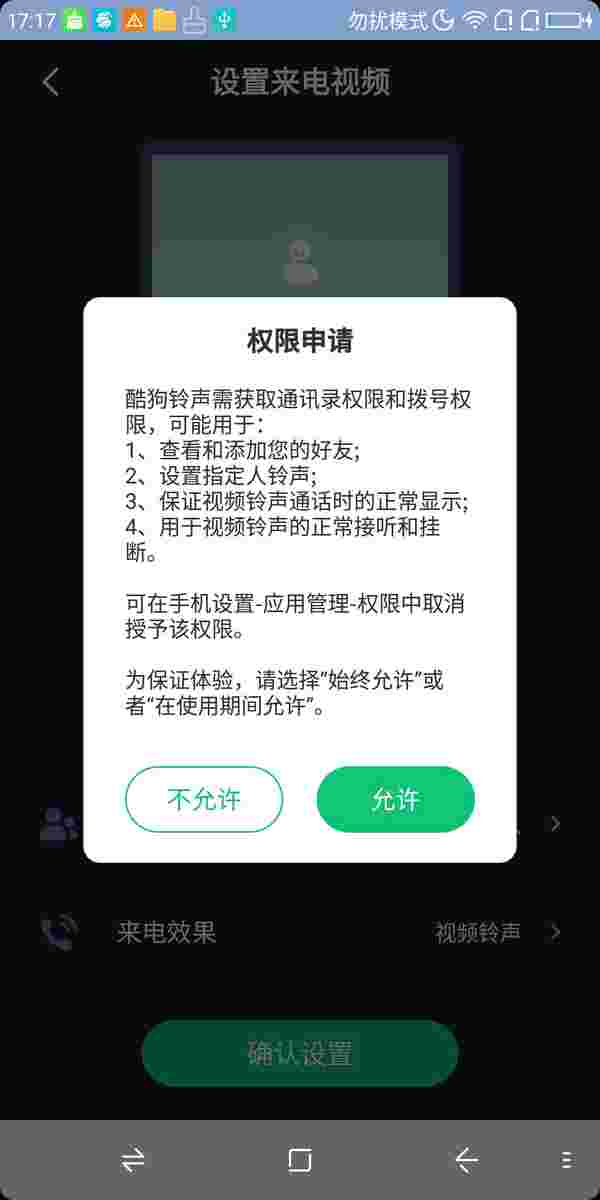 17:17
勿扰模式
设置来电视频
权限申请
酷狗铃声需获取通讯录权限和拨号权
限，可能用于：
1、查看和添加您的好友;
2、设置指定人铃声;
3、保证视频铃声通话时的正常显示;
4、用于视频铃声的正常接听和挂
断。
可在手机设置-应用管理-权限中取消
授予该权限。
为保证体验，请选择"始终允许"或
者“在使用期间允许”。
不允许
允许
来电效果
视频铃声
确认设置